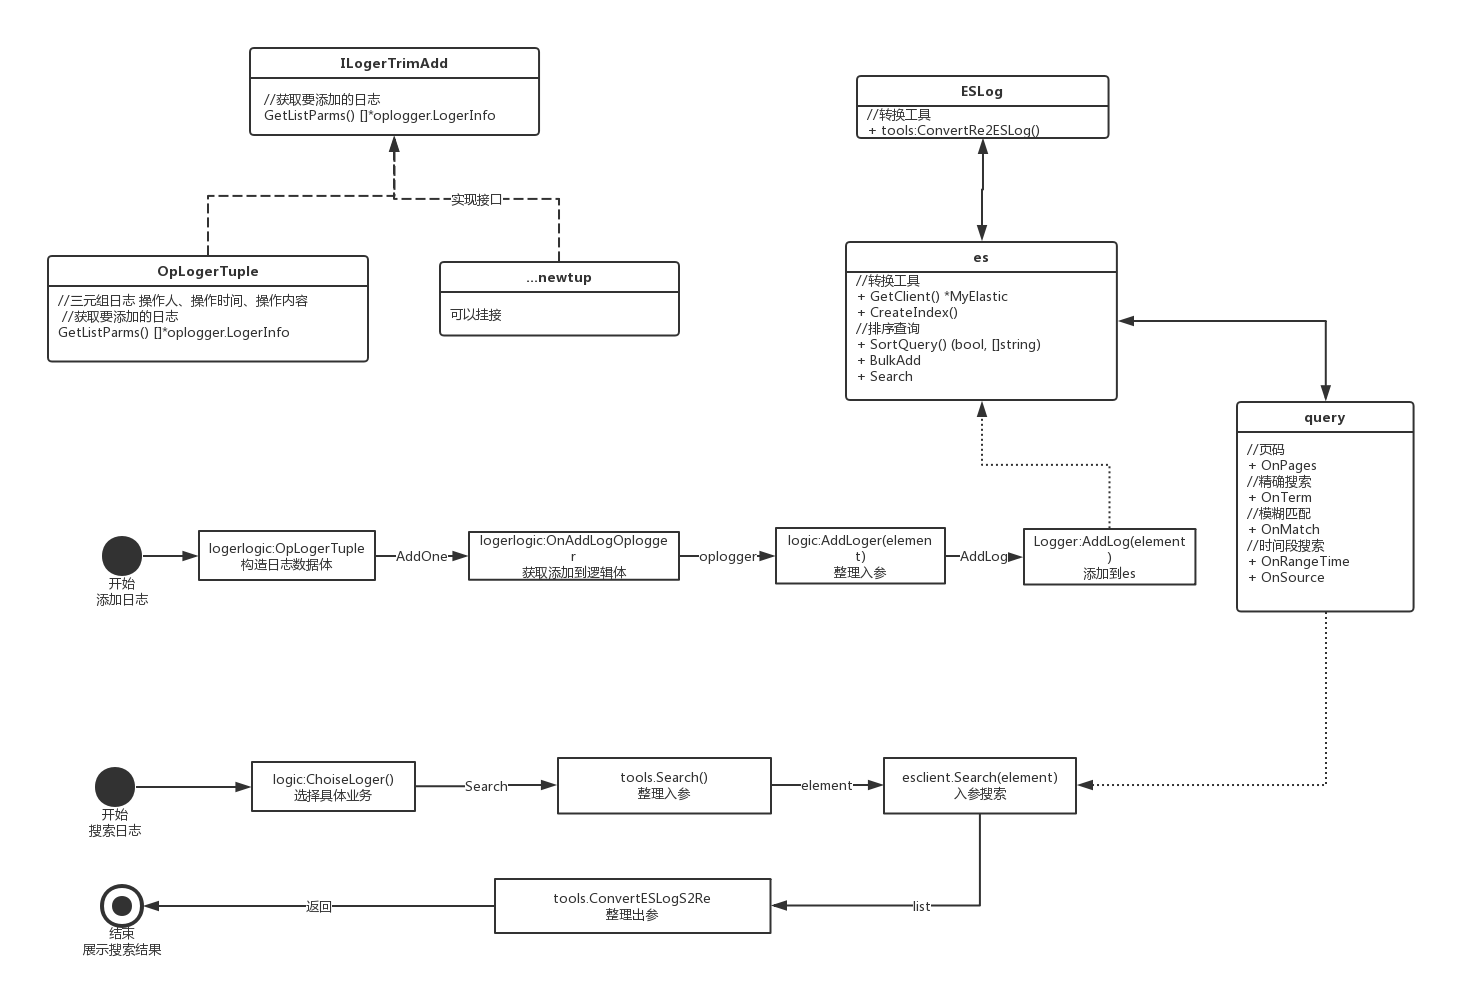 ILogerTrimAdd
//获取要添加的日志
GetListParms() []*oplogger.LogerInfo
ESLog
//转换工具
+ tools:ConvertRe2ESLog()
实现接口
OpLogerTuple
//三元组日志 操作人、操作时间、操作内容
//获取要添加的日志
GetListParms() []*oplogger.LogerInfo
...newtup
可以挂接
es
//转换工具
+ GetClient() *MyElastic
+ CreateIndex()
//排序查询
+ SortQuery() (bool, []string)
+ BulkAdd
+ Search
query
//页码
+ OnPages
//精确搜索
+ OnTerm
//模糊匹配
+ OnMatch
//时间段搜索
+ OnRangeTime
+ OnSource
开始
添加日志
logerlogic:OpLogerTuple
构造日志数据体
AddOne
logerlogic:OnAddLogOplogge
r
获取添加到逻辑体
oplogger
logic:AddLoger(elemen
t)
整理入参
AddLog
Logger:AddLog(element
)
添加到es
开始
搜索日志
logic:ChoiseLoger()
选择具体业务
Search
tools.Search()
整理入参
element
esclient.Search(element)
入参搜索
list
tools.ConvertESLogS2Re
整理出参
返回
结束
展示搜索结果